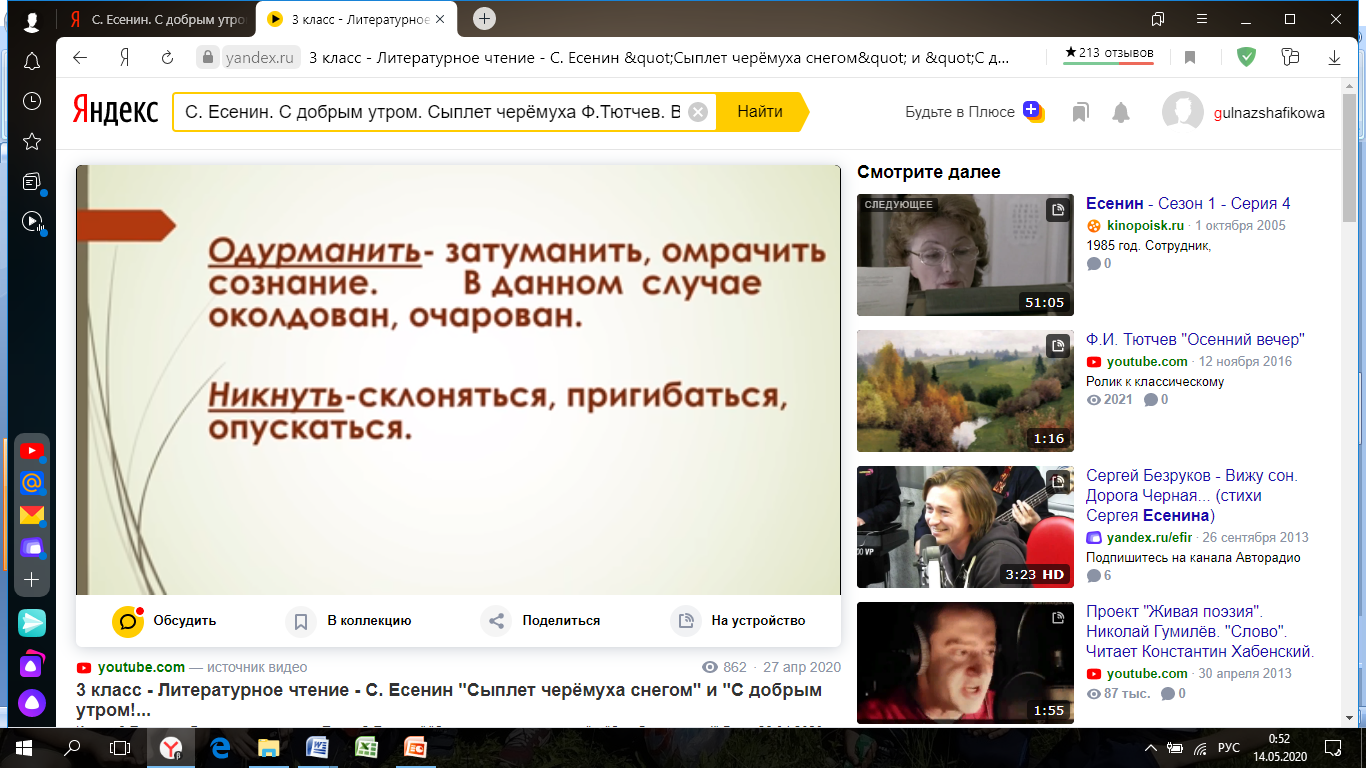 С. Есенин. С добрым утро
3 класс - Литературное
yandex.ru
3 класс - Литературное чтение - С. Есенин &quot;Сыплет черёмуха снегом&quot; и &quot;С д...
213 отзывов
Яндекс
С. Есенин. С добрым утром. Сыплет черёмуха Ф.Тютчев. В
Найти
Будьте в Плюсе
gulnazshafikowa
Одурманить- затуманить, омрачить
сознание. В данном случае
околдован, очарован.
Никнуть-склоняться, пригибаться,
опускаться.
Обсудить
В коллекцию
Поделиться
На устройство
youtube.com — источник видео
862 · 27 апр 2020
3 класс - Литературное чтение - С. Есенин "Сыплет черёмуха снегом" и "С добрым
утром!...
Смотрите далее
СЛЕДУЮЩЕЕ
51:05
Есенин - Сезон 1 - Серия 4
kinopoisk.ru · 1 октября 2005
1985 год. Сотрудник,
0
1:16
Ф.И. Тютчев "Осенний вечер"
youtube.com · 12 ноября 2016
Ролик к классическому
2021 0
3:23 HD
Сергей Безруков - Вижу сон.
Дорога Черная... (стихи
Сергея Есенина)
yandex.ru/efir · 26 сентября 2013
Подпишитесь на канала Авторадио
6
1:55
Проект "Живая поэзия".
Николай Гумилёв. "Слово".
Читает Константин Хабенский.
youtube.com · 30 апреля 2013
87 тыс. 0
РУС
0:52
14.05.2020